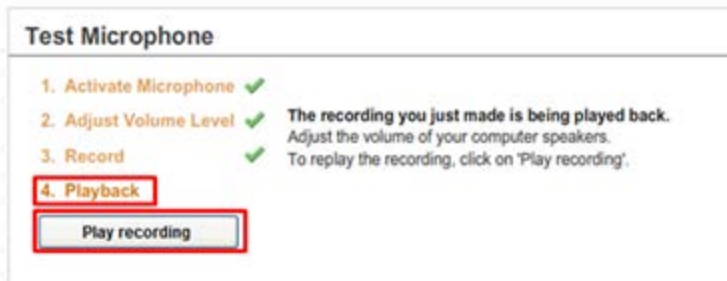 Test Microphone
1. Activate Microphone
2. Adjust Volume Level
3. Record
4. Playback
Play recording
The recording you just made is being played back.
Adjust the volume of your computer speakers.
To replay the recording, click on 'Play recording'.